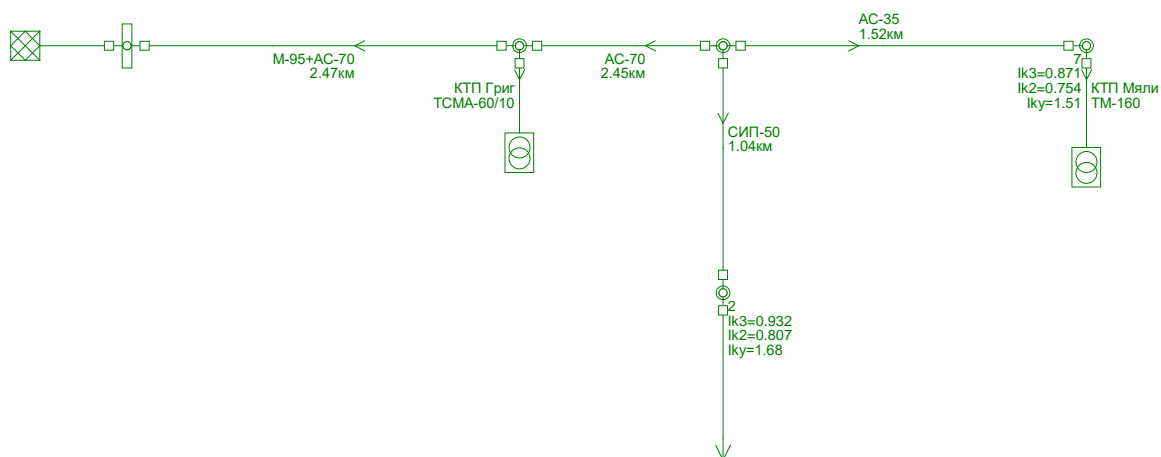 АС-35
1.52км
М-95+АС-70
2.47км
АС-70
2.45км
7
Ik3=0.871
Ik2=0.754
Iky=1.51
КТП Мяли
ТМ-160
КТП Григ
ТСМА-60/10
СИП-50
1.04км
2
Ik3=0.932
Ik2=0.807
Iky=1.68